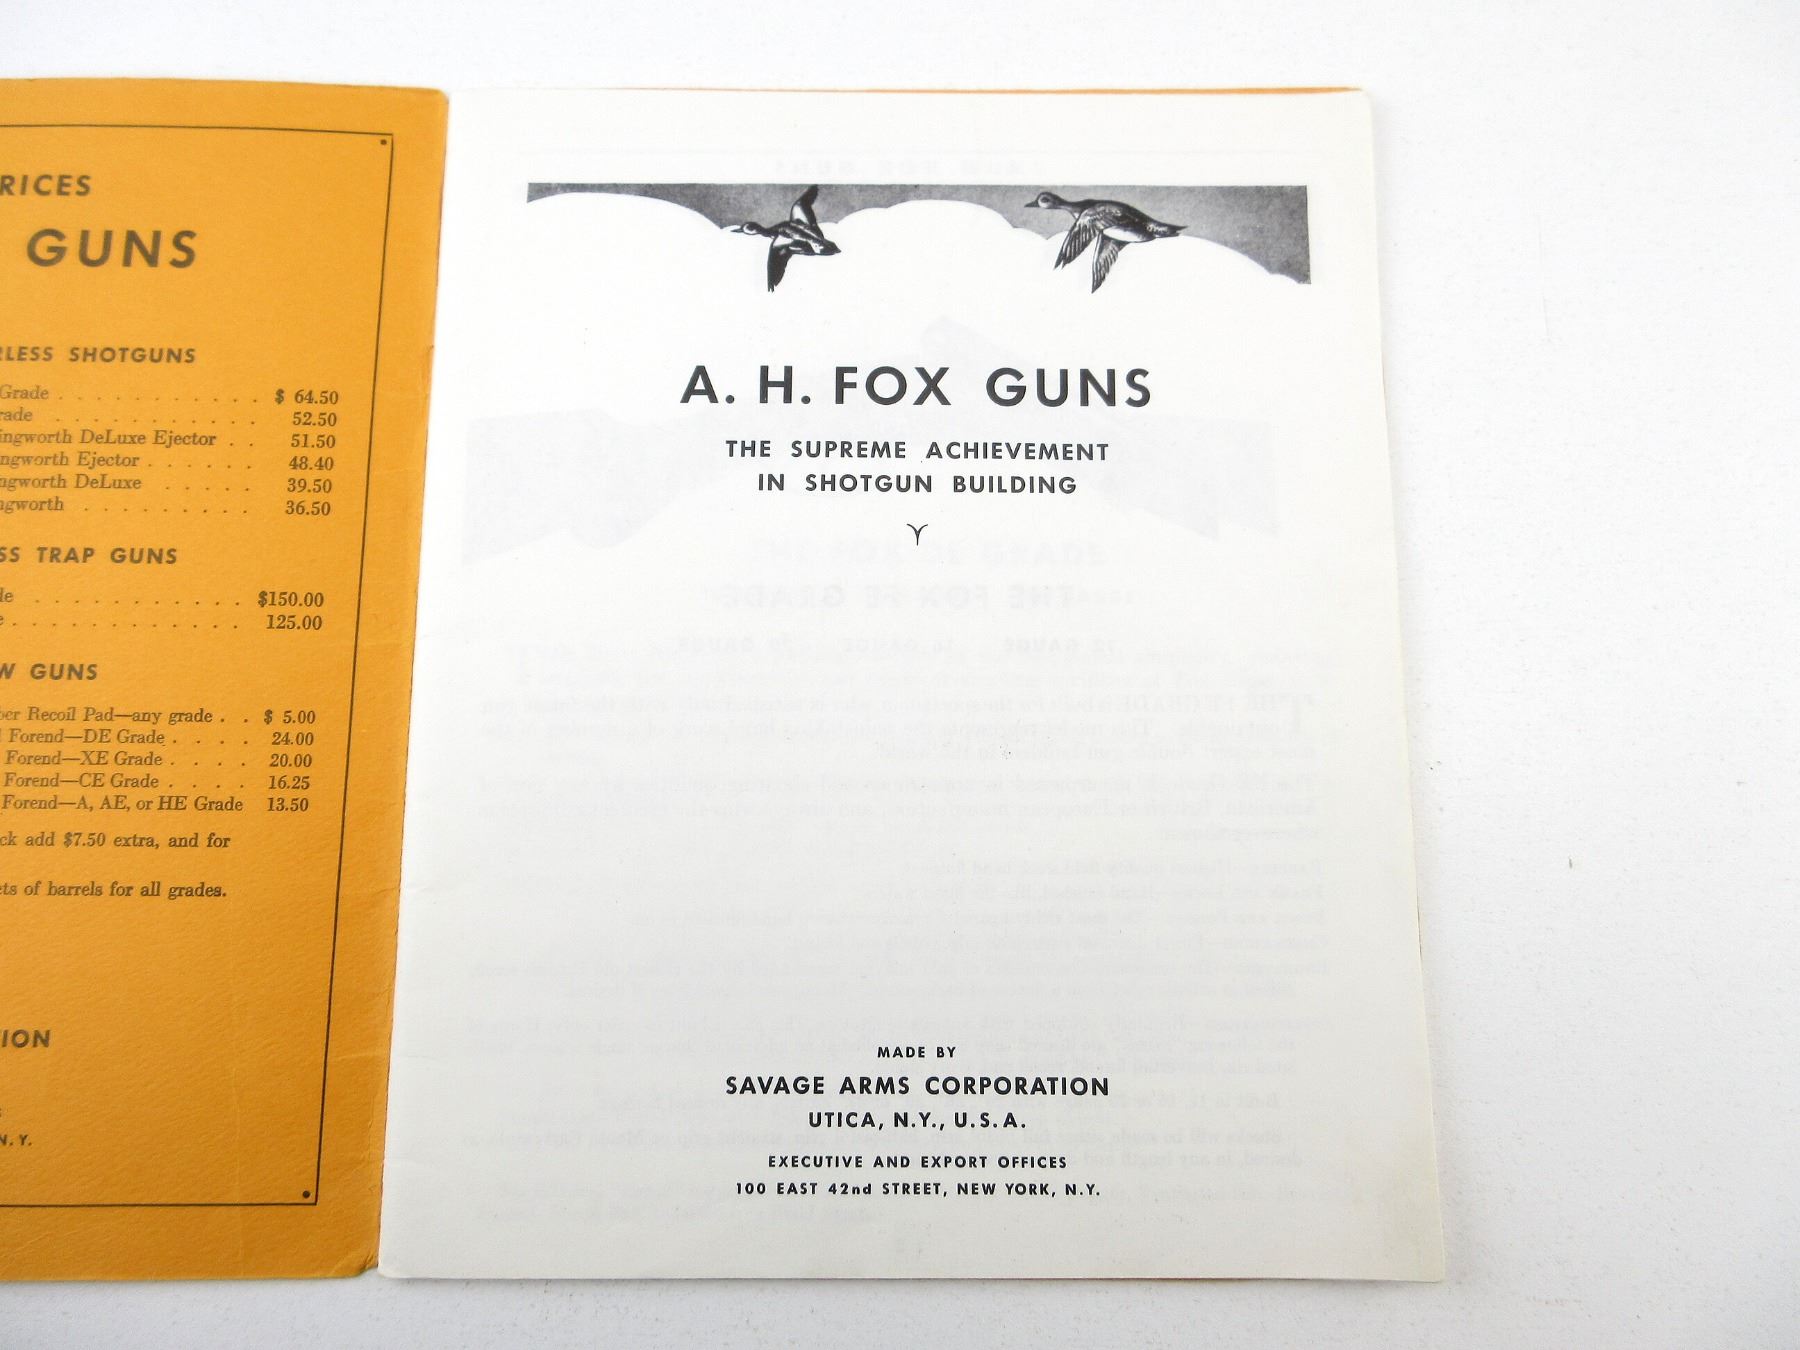 RICES
GUNS
RLESS SHOTGUNS
Grade . . . . . . . . . . . $ 64.50
rade . . . . . . . . . . 52.50
ingworth DeLuxe Ejector . . 51.50
ngworth Ejector . . . . . . 48.40
ngworth DeLuxe . . . . . 39.50
ngworth . . . . . . . . . 36.50
SS TRAP GUNS
de . . . . . . . . . . . $150.00
e . . . . . . . . . . . . 125.00
W GUNS
ber Recoil Pad—any grade . . $ 5.00
Forend—DE Grade . . . . 24.00
Forend—XE Grade . . . . 20.00
Forend—CE Grade . . . . 16.25
Forend—A, AE, or HE Grade 13.50
ck add $7.50 extra, and for
ets of barrels for all grades.
TION
N.Y.
A. H. FOX GUNS
THE SUPREME ACHIEVEMENT
IN SHOTGUN BUILDING
MADE BY
SAVAGE ARMS CORPORATION
UTICA, N.Y., U.S.A.
EXECUTIVE AND EXPORT OFFICES
100 EAST 42nd STREET, NEW YORK, N.Y.